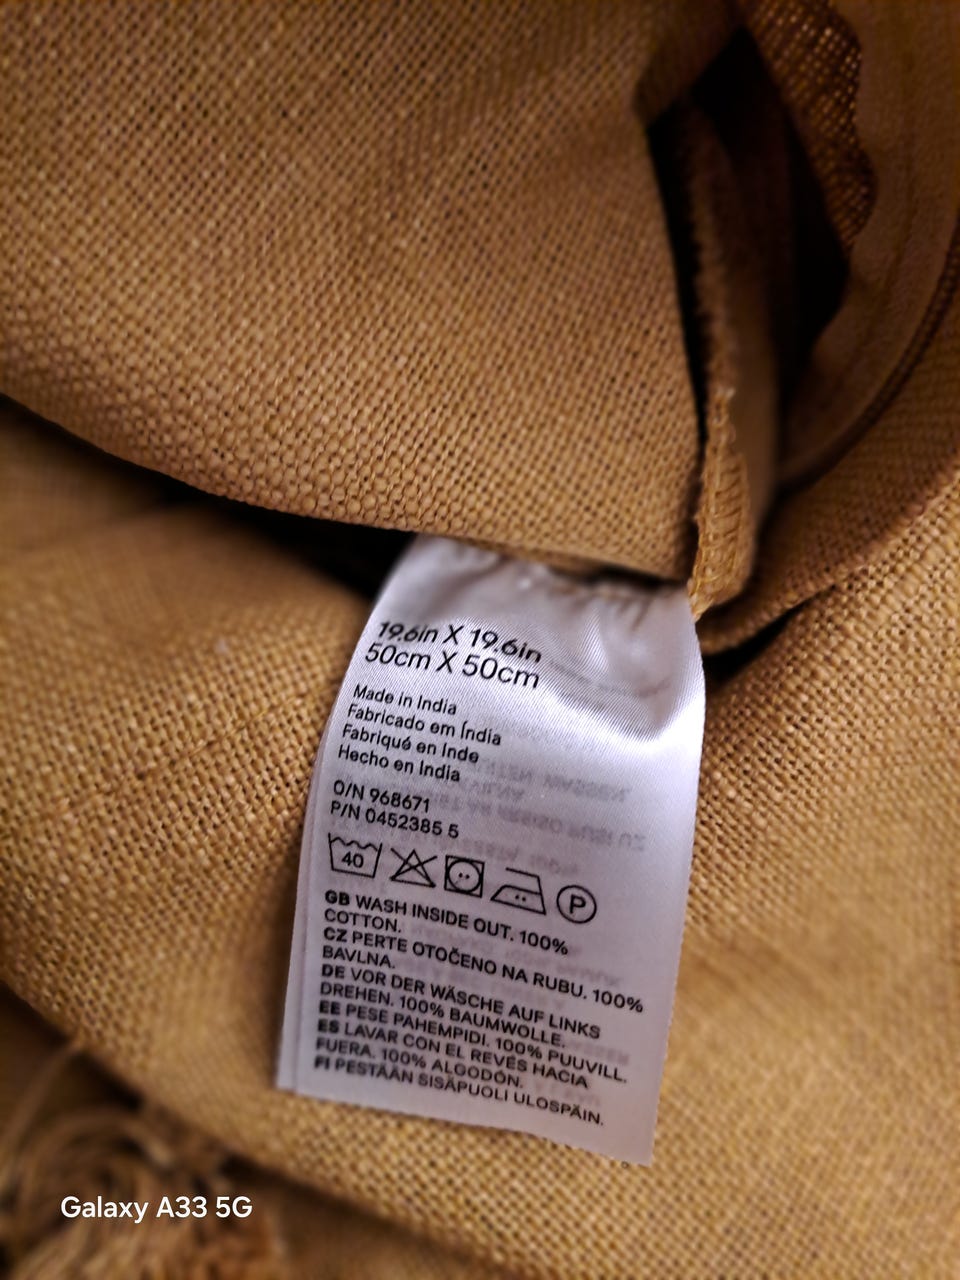 19.6in X 19.6in
50cm X 50cm
Made in India
Fabricado em Índia
Fabriqué en Inde
Hecho en India
O/N 968671
P/N 0452385 5
40
P
GB WASH INSIDE OUT. 100%
COTTON.
CZ PERTE OTOČENO NA RUBU. 100%
BAVLNA.
DE VOR DER WÄSCHE AUF LINKS
DREHEN. 100% BAUMWOLLE.
EE PESE PAHEMPIDI. 100% PUUVILL.
ES LAVAR CON EL REVÉS HACIA
FUERA. 100% ALGODÓN.
FI PESTÄÄN SISÄPUOLI ULOSPÄIN.
Galaxy A33 5G